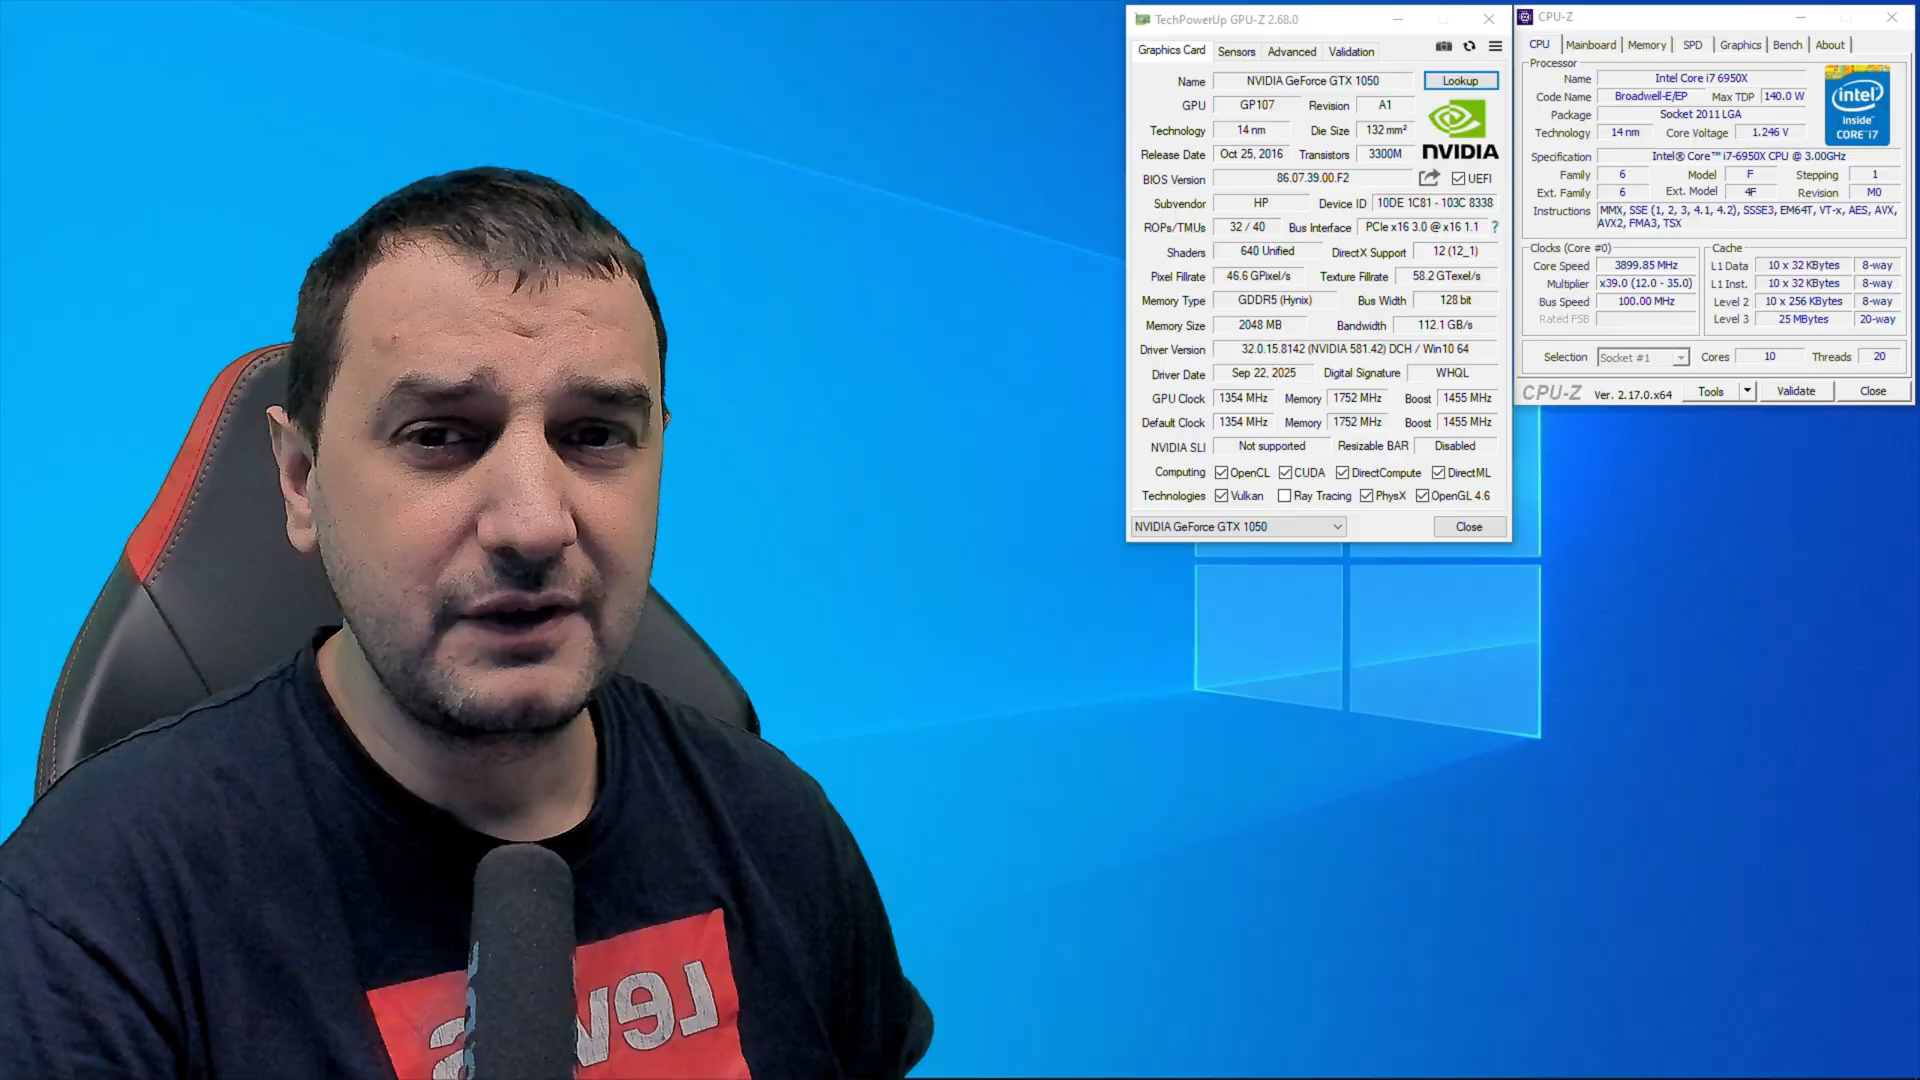 TechPowerUp GPU-Z 2.68.0
Graphics Card Sensors Advanced Validation
Name NVIDIA GeForce GTX 1050 Lookup
GPU GP107 Revision A1
Technology 14 nm Die Size 132 mm²
NVIDIA
Release Date Oct 25, 2016 Transistors 3300M
BIOS Version 86.07.39.00.F2 UEFI
Subvendor HP Device ID 10DE 1C81 - 103C 8338
ROPs/TMUs 32 / 40 Bus Interface PCIe x16 3.0 @ x16 1.1 ?
Shaders 640 Unified DirectX Support 12 (12_1)
Pixel Fillrate 46.6 GPixel/s Texture Fillrate 58.2 GTexel/s
Memory Type GDDR5 (Hynix) Bus Width 128 bit
Memory Size 2048 MB Bandwidth 112.1 GB/s
Driver Version 32.0.15.8142 (NVIDIA 581.42) DCH / Win10 64
Driver Date Sep 22, 2025 Digital Signature WHQL
GPU Clock 1354 MHz Memory 1752 MHz Boost 1455 MHz
Default Clock 1354 MHz Memory 1752 MHz Boost 1455 MHz
NVIDIA SLI Not supported Resizable BAR Disabled
Computing OpenCL CUDA DirectCompute DirectML
Technologies Vulkan Ray Tracing PhysX OpenGL 4.6
NVIDIA GeForce GTX 1050 Close
CPU-Z
CPU Mainboard Memory SPD Graphics Bench About
Processor
Name Intel Core i7 6950X
Code Name Broadwell-E/EP Max TDP 140.0 W
Package Socket 2011 LGA
Technology 14 nm Core Voltage 1.246 V
intel
inside™
CORE™i7
Specification Intel® Core™ i7-6950X CPU @ 3.00GHz
Family 6 Model F Stepping 1
Ext. Family 6 Ext. Model 4F Revision M0
Instructions MMX, SSE (1, 2, 3, 4.1, 4.2), SSSE3, EM64T, VT-x, AES, AVX,
AVX2, FMA3, TSX
Clocks (Core #0)
Core Speed 3899.85 MHz
Multiplier x39.0 (12.0 - 35.0)
Bus Speed 100.00 MHz
Rated FSB
Cache
L1 Data 10 x 32 KBytes 8-way
L1 Inst. 10 x 32 KBytes 8-way
Level 2 10 x 256 KBytes 8-way
Level 3 25 MBytes 20-way
Selection Socket #1 Cores 10 Threads 20
CPU-Z Ver. 2.17.0.x64 Tools Validate Close